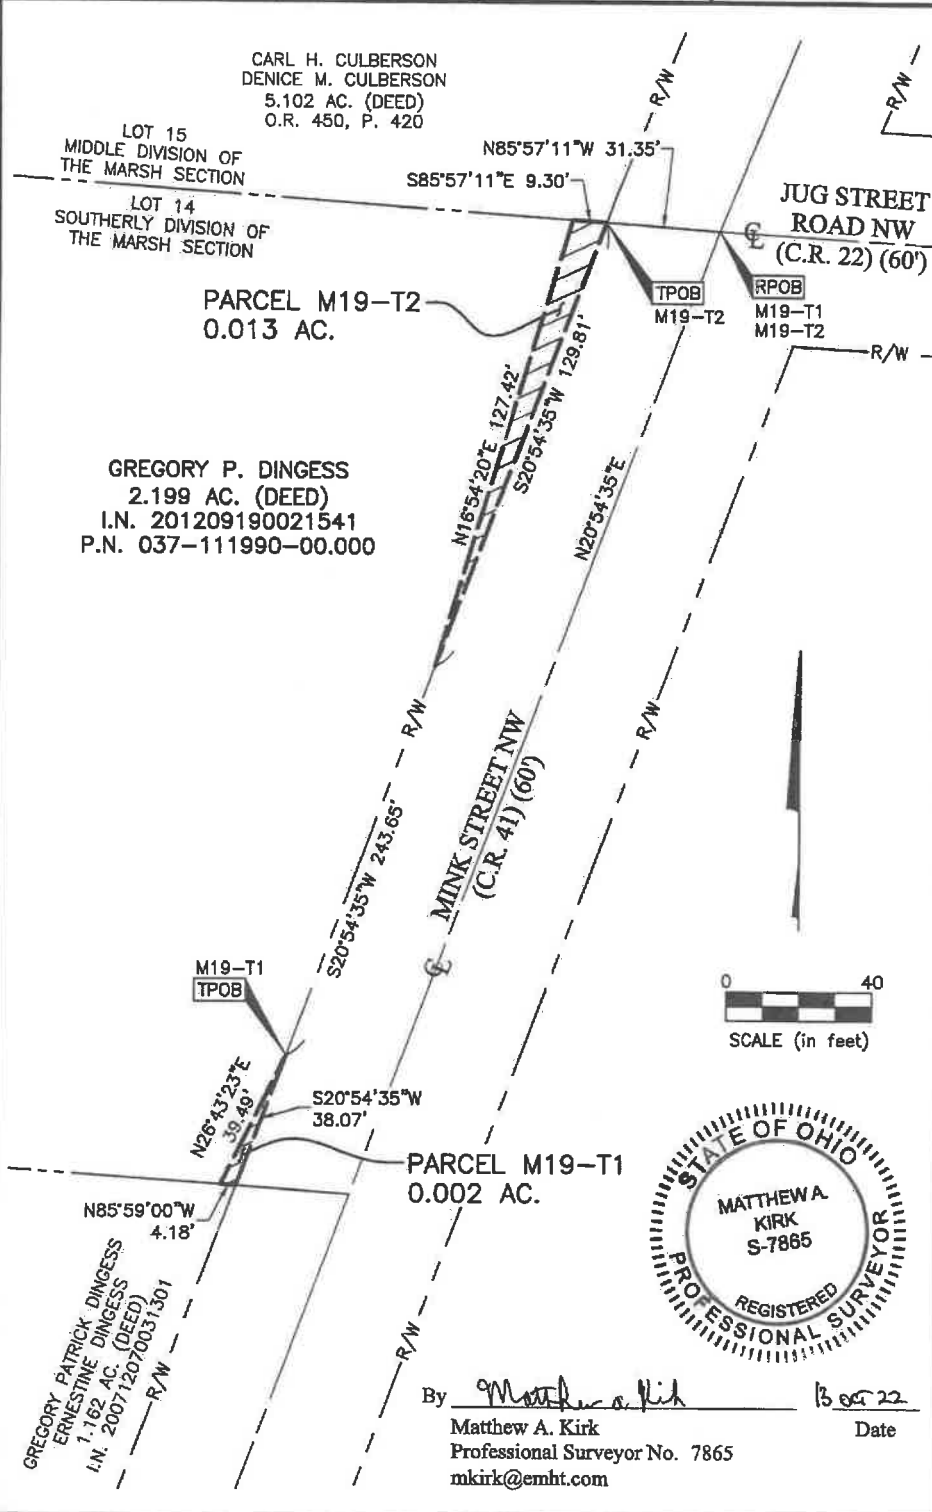 CARL H. CULBERSON
DENICE M. CULBERSON
5.102 AC. (DEED)
O.R. 450, P. 420
LOT 15
MIDDLE DIVISION OF
THE MARSH SECTION
LOT 14
SOUTHERLY DIVISION OF
THE MARSH SECTION
N85°57'11"W 31.35'
S85°57'11"E 9.30'
R/W
R/W
JUG STREET
ROAD NW
(C.R. 22) (60')
℄
TPOB
M19-T2
RPOB
M19-T1
M19-T2
R/W
PARCEL M19-T2
0.013 AC.
N16°54'20"E 127.42'
S20°54'35"W 129.81'
N20°54'35"E
GREGORY P. DINGESS
2.199 AC. (DEED)
I.N. 201209190021541
P.N. 037-111990-00.000
R/W
R/W
MINK STREET NW
(C.R. 41) (60')
S20°54'35"W 243.65'
℄
M19-T1
TPOB
0 40
SCALE (in feet)
N26°43'23"E
39.49'
S20°54'35"W
38.07'
PARCEL M19-T1
0.002 AC.
N85°59'00"W
4.18'
GREGORY PATRICK DINGESS
ERNESTINE DINGESS
1.162 AC. (DEED)
I.N. 200712070031301
R/W
R/W
STATE OF OHIO
MATTHEW A.
KIRK
S-7865
REGISTERED
PROFESSIONAL SURVEYOR
By Matthew A. Kirk 13 Oct 22
Matthew A. Kirk Date
Professional Surveyor No. 7865
mkirk@emht.com